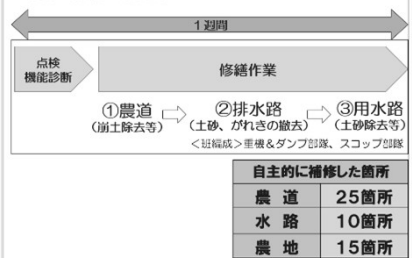 1週間
点検
機能診断
修繕作業
①農道
②排水路
③用水路
(崩土除去等)
(土砂、がれきの撤去)
(土砂除去等)
<班編成>重機&ダンプ部隊、スコップ部隊
自主的に補修した箇所
農道 25箇所
水路 10箇所
農地 15箇所